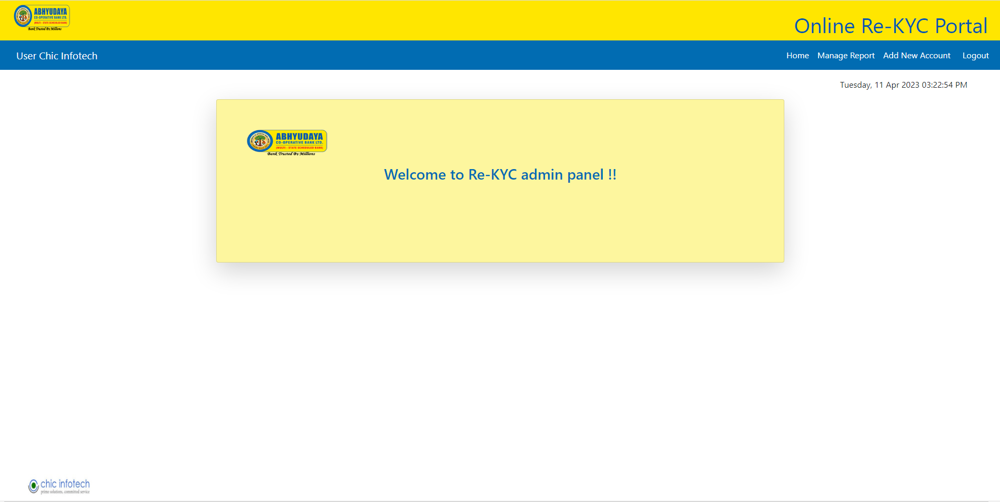 ABHYUDAYA
CO-OPERATIVE BANK LTD.
(MULTI - STATE SCHEDULED BANK)
Bank Trusted By Millions
Online Re-KYC Portal
User Chic Infotech
Home Manage Report Add New Account Logout
Tuesday, 11 Apr 2023 03:22:54 PM
ABHYUDAYA
CO-OPERATIVE BANK LTD.
(MULTI - STATE SCHEDULED BANK)
Bank Trusted By Millions
Welcome to Re-KYC admin panel !!
chic infotech
prime solutions, committed service